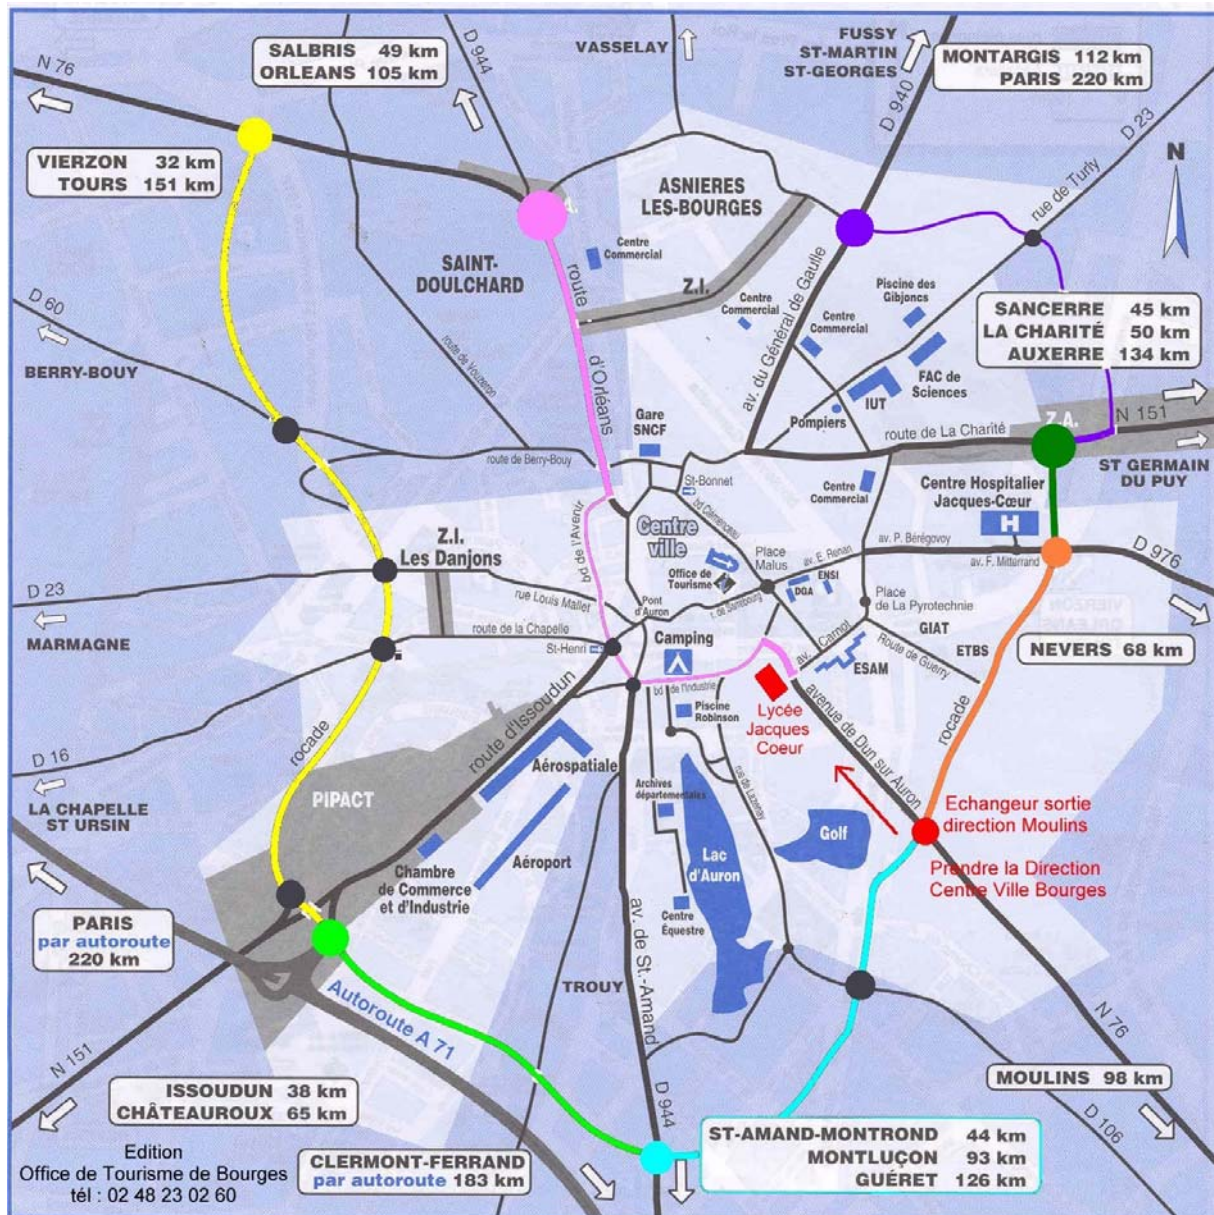 SALBRIS 49 km
ORLEANS 105 km
D 944
VASSELAY
FUSSY
ST-MARTIN
ST-GEORGES
D 940
MONTARGIS 112 km
PARIS 220 km
D 23
N 76
VIERZON 32 km
TOURS 151 km
ASNIERES
LES-BOURGES
rue de Turly
N
Centre
Commercial
SAINT-
DOULCHARD
route
d'Orléans
Z.I.
Centre
Commercial
Centre
Commercial
av. du Général de Gaulle
Piscine des
Gibjoncs
SANCERRE 45 km
LA CHARITÉ 50 km
AUXERRE 134 km
D 60
BERRY-BOUY
route de Vouzeron
FAC de
Sciences
IUT
Pompiers
Gare
SNCF
Z.A.
N 151
route de La Charité
ST GERMAIN
DU PUY
route de Berry-Bouy
St-Bonnet
bd Clémenceau
Centre
Commercial
Centre Hospitalier
Jacques-Cœur
H
bd de l'Avenir
Centre
ville
Z.I.
Les Danjons
Place
Malus
av. E. Renan
av. P. Bérégovoy
av. F. Mitterrand
D 976
Office de
Tourisme
DGA
ENSI
D 23
MARMAGNE
rue Louis Mallet
Pont
d'Auron
r. de Sarrebourg
Place
de La Pyrotechnie
GIAT
route de la Chapelle
St-Henri
Camping
av. Carnot
Route de Guerry
ETBS
NEVERS 68 km
ESAM
bd de l'Industrie
rocade
route d'Issoudun
Piscine
Robinson
Lycée
Jacques
Coeur
avenue de Dun sur Auron
rocade
D 16
LA CHAPELLE
ST URSIN
PIPACT
Aérospatiale
Archives
départementales
rue de Lazenay
Golf
Echangeur sortie
direction Moulins
Aéroport
Lac
d'Auron
Prendre la Direction
Centre Ville Bourges
Chambre
de Commerce
et d'Industrie
PARIS
par autoroute
220 km
av. de St.-Amand
Centre
Équestre
TROUY
Autoroute A 71
N 76
N 151
ISSOUDUN 38 km
CHÂTEAUROUX 65 km
D 944
MOULINS 98 km
D 106
ST-AMAND-MONTROND 44 km
MONTLUÇON 93 km
GUÉRET 126 km
Edition
Office de Tourisme de Bourges
tél : 02 48 23 02 60
CLERMONT-FERRAND
par autoroute 183 km